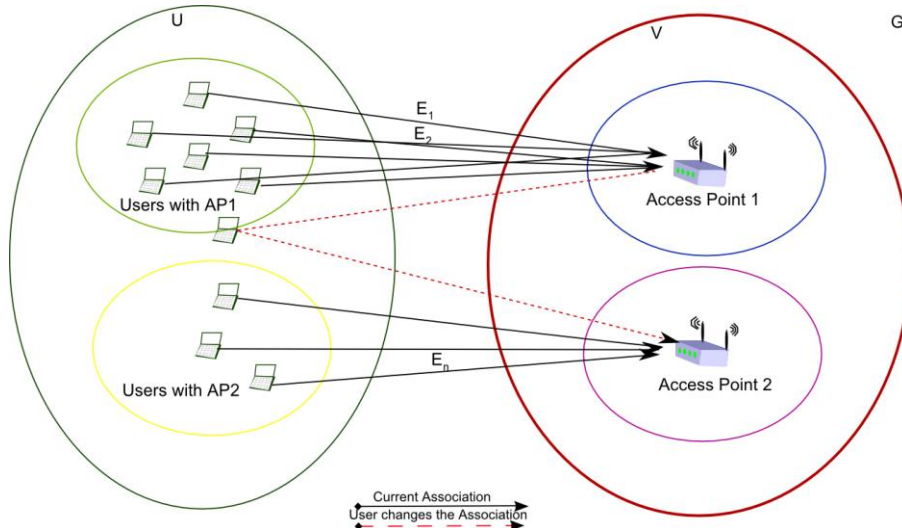 U
V
G
E1
E2
Users with AP1
Access Point 1
En
Users with AP2
Access Point 2
Current Association
User changes the Association